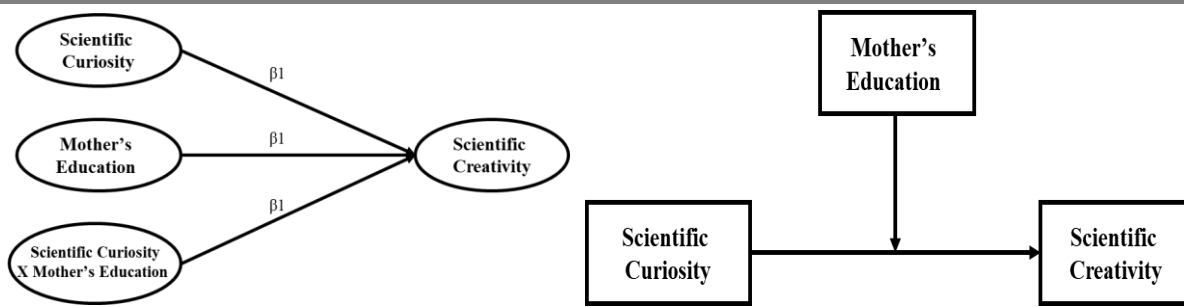 Scientific
Curiosity
β1
Mother's
Education
β1
Scientific
Creativity
β1
Scientific Curiosity
X Mother's Education
Mother's
Education
Scientific
Curiosity
Scientific
Creativity